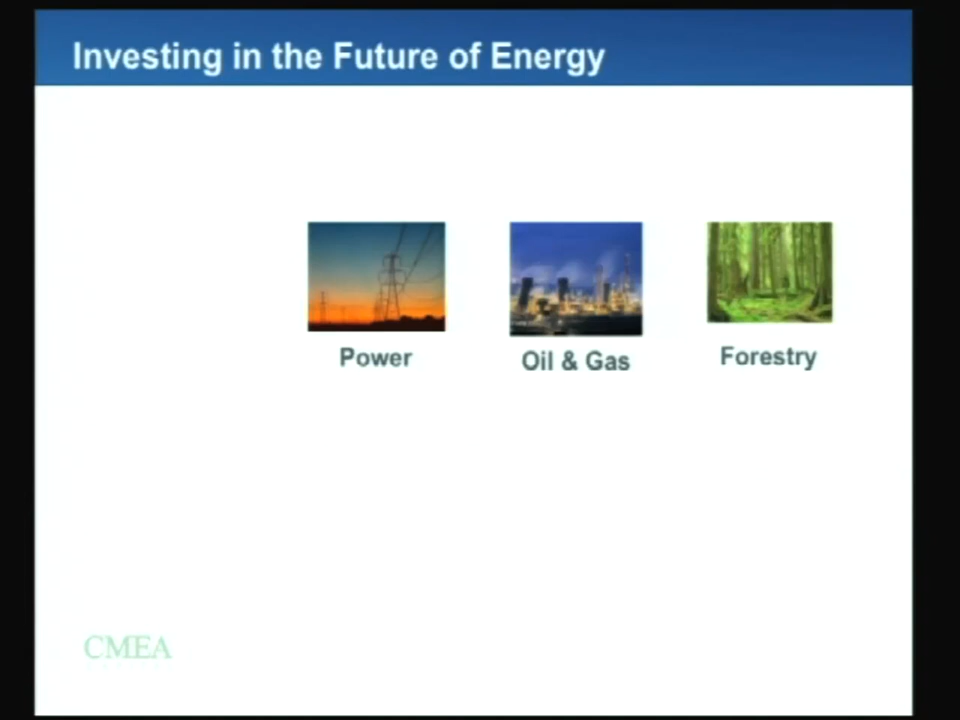 Investing in the Future of Energy
Power
Oil & Gas
Forestry
CMEA